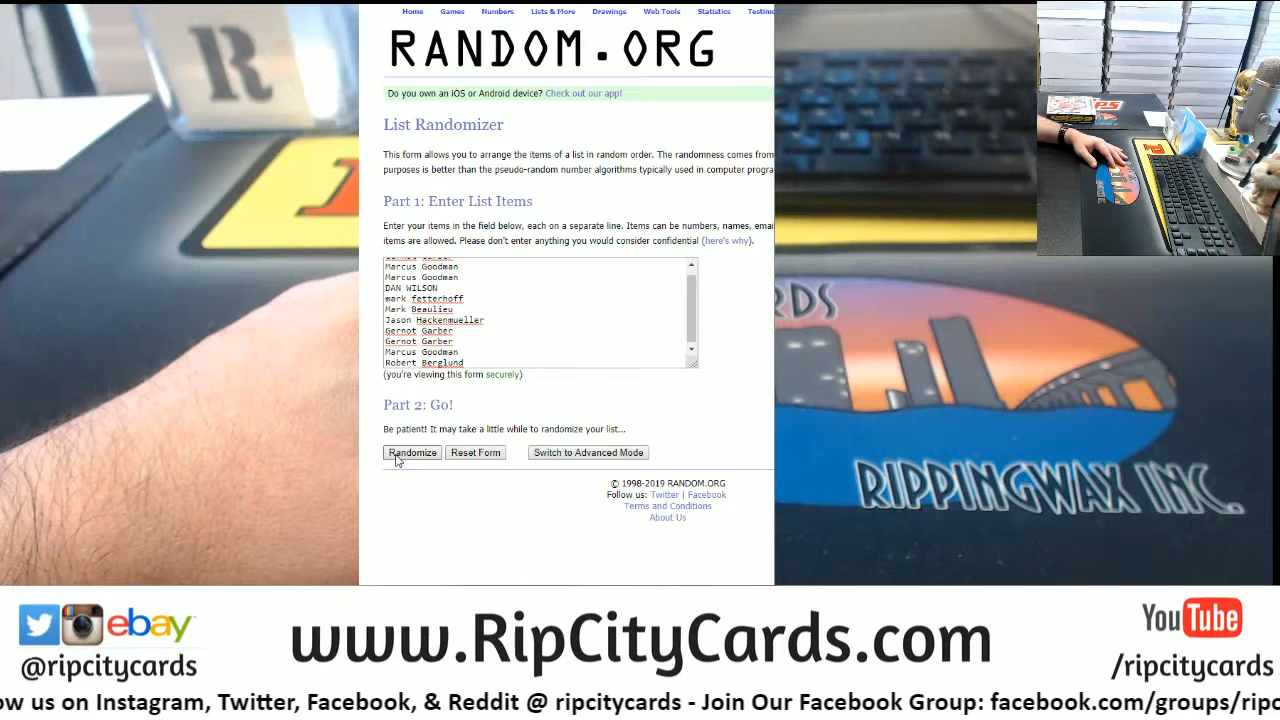 R
Home Games Numbers Lists & More Drawings Web Tools Statistics
RANDOM.ORG
Do you own an iOS or Android device? Check out our app!
List Randomizer
This form allows you to arrange the items of a list in random order. The randomness comes from
purposes is better than the pseudo-random number algorithms typically used in computer
Part 1: Enter List Items
Enter your items in the field below, each on a separate line. Items can be numbers, names,
items are allowed. Please don't enter anything you would consider confidential (here's why).
Marcus Goodman
Marcus Goodman
DAN WILSON
mark fetterhoff
Mark Beaulieu
Jason Hackenmueller
Gernot Garber
Gernot Garber
Marcus Goodman
Robert Berglund
(you're viewing this form securely)
Part 2: Go!
Be patient! It may take a little while to randomize your list...
Randomize Reset Form Switch to Advanced Mode
© 1998-2019 RANDOM.ORG
Follow us: Twitter | Facebook
Terms and Conditions
About Us
RIPPINGWAX INC.
ebay
@ripcitycards
www.RipCityCards.com
YouTube
/ripcitycards
us on Instagram, Twitter, Facebook, & Reddit @ ripcitycards - Join Our Facebook Group: facebook.com/groups/